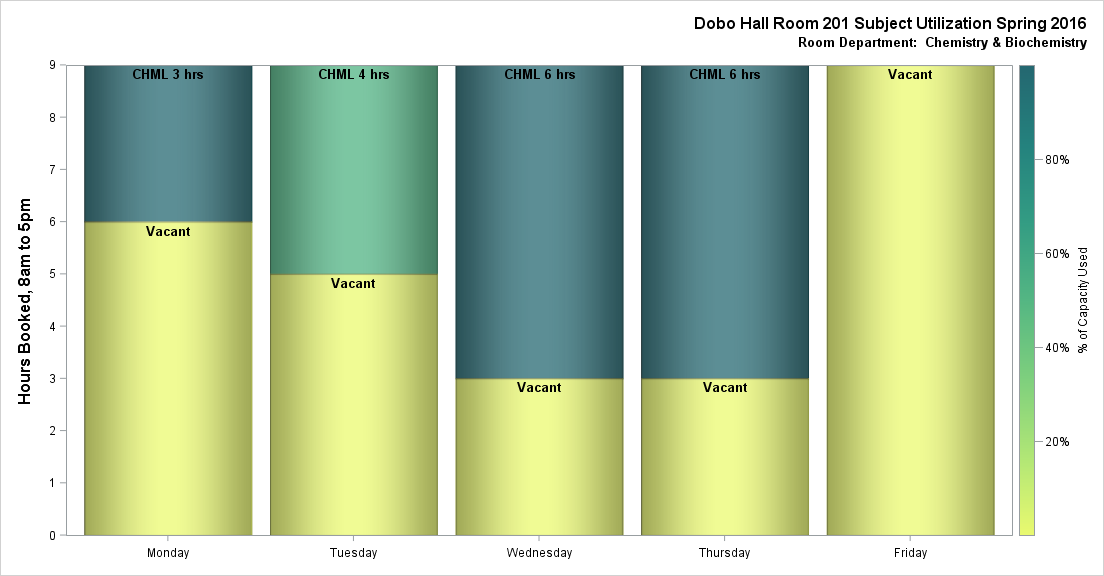 Dobo Hall Room 201 Subject Utilization Spring 2016
Room Department:  Chemistry & Biochemistry
Hours Booked, 8am to 5pm
9
8
7
6
5
4
3
2
1
0
CHML 3 hrs
Vacant
CHML 4 hrs
Vacant
CHML 6 hrs
Vacant
CHML 6 hrs
Vacant
Vacant
Monday
Tuesday
Wednesday
Thursday
Friday
80%
60%
40%
20%
% of Capacity Used